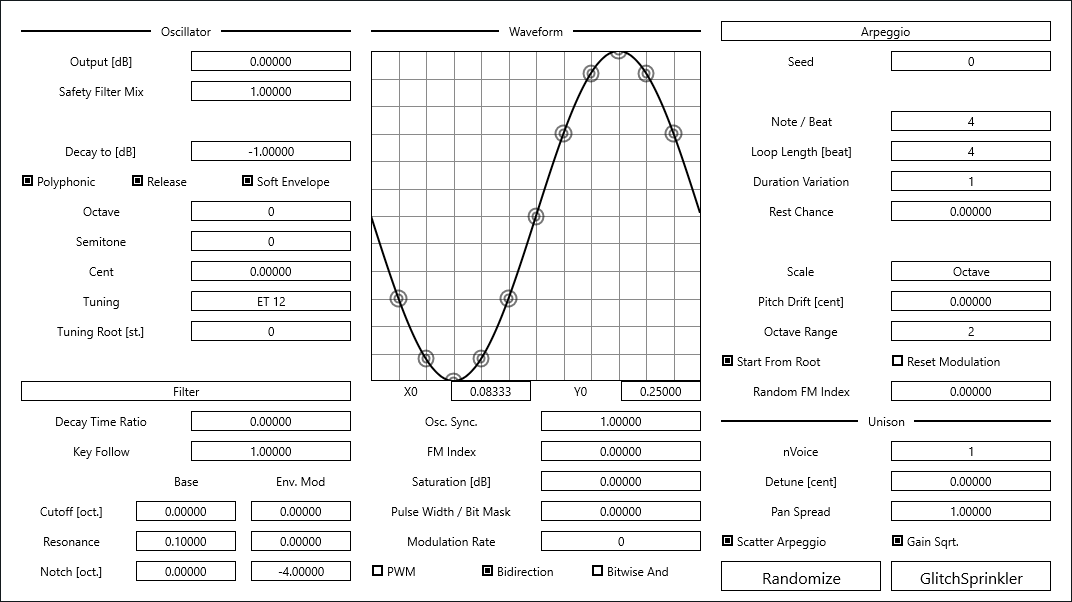 Oscillator
Output [dB] 0.00000
Safety Filter Mix 1.00000
Decay to [dB] -1.00000
Polyphonic Release Soft Envelope
Octave 0
Semitone 0
Cent 0.00000
Tuning ET 12
Tuning Root [st.] 0
Filter
Decay Time Ratio 0.00000
Key Follow 1.00000
Base Env. Mod
Cutoff [oct.] 0.00000 0.00000
Resonance 0.10000 0.00000
Notch [oct.] 0.00000 -4.00000
Waveform
X0 0.08333 Y0 0.25000
Osc. Sync. 1.00000
FM Index 0.00000
Saturation [dB] 0.00000
Pulse Width / Bit Mask 0.00000
Modulation Rate 0
PWM Bidirection Bitwise And
Arpeggio
Seed 0
Note / Beat 4
Loop Length [beat] 4
Duration Variation 1
Rest Chance 0.00000
Scale Octave
Pitch Drift [cent] 0.00000
Octave Range 2
Start From Root Reset Modulation
Random FM Index 0.00000
Unison
nVoice 1
Detune [cent] 0.00000
Pan Spread 1.00000
Scatter Arpeggio Gain Sqrt.
Randomize GlitchSprinkler